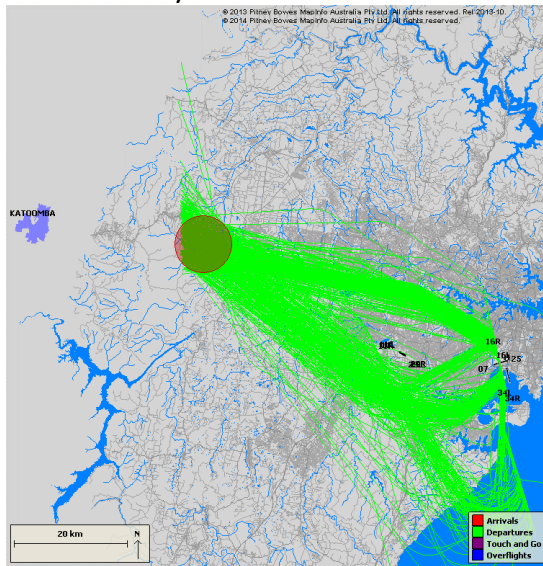 © 2013 Pitney Bowes MapInfo Australia Pty Ltd. All rights reserved. Rel 2013-10.
© 2014 Pitney Bowes MapInfo Australia Pty Ltd. All rights reserved.
KATOOMBA
16R
07
25
34L
34R
20 km
N
Arrivals
Departures
Touch and Go
Overflights